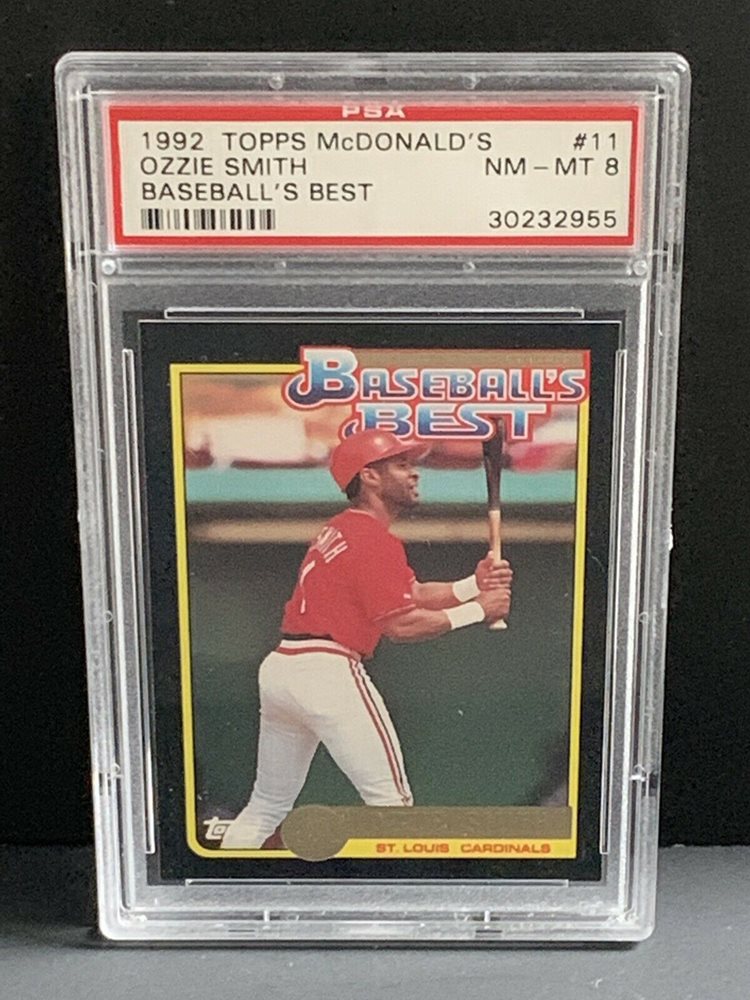 PSA
1992 TOPPS McDONALD'S #11
OZZIE SMITH NM - MT 8
BASEBALL'S BEST
30232955
BASEBALL'S
BEST
ST. LOUIS CARDINALS